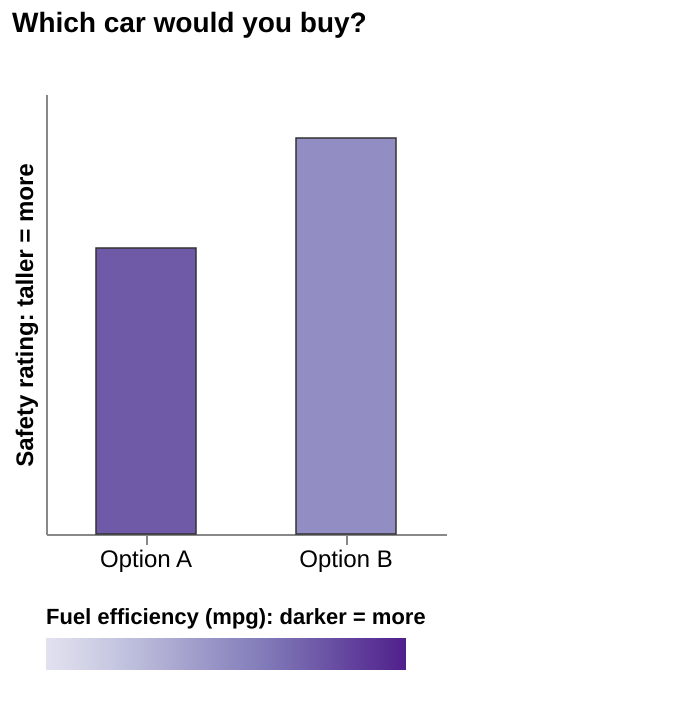 Which car would you buy?
Safety rating: taller = more
Option A
Option B
Fuel efficiency (mpg): darker = more